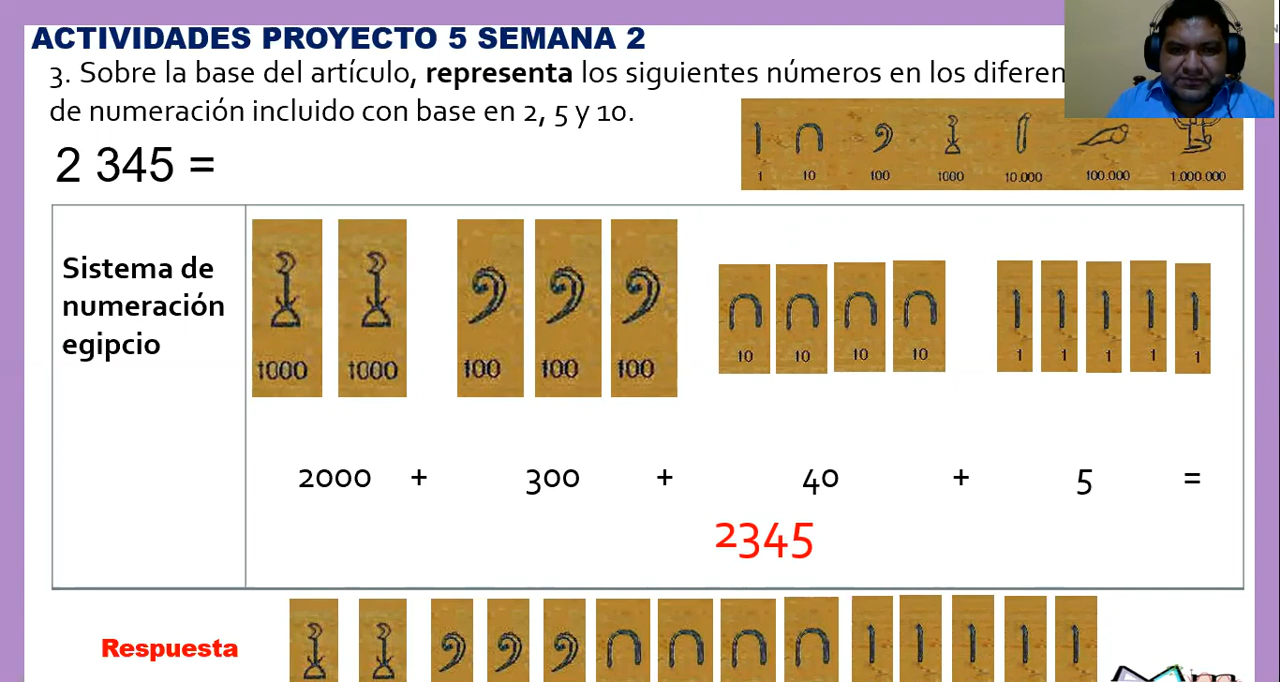 ACTIVIDADES PROYECTO 5 SEMANA 2
3. Sobre la base del artículo, representa los siguientes números en los diferen
de numeración incluido con base en 2, 5 y 10.
2 345 =
1 10 100 1000 10.000 100.000 1.000.000
Sistema de
numeración
egipcio
1000 1000 100 100 100 10 10 10 10 1 1 1 1 1
2000 + 300 + 40 + 5 =
2345
Respuesta